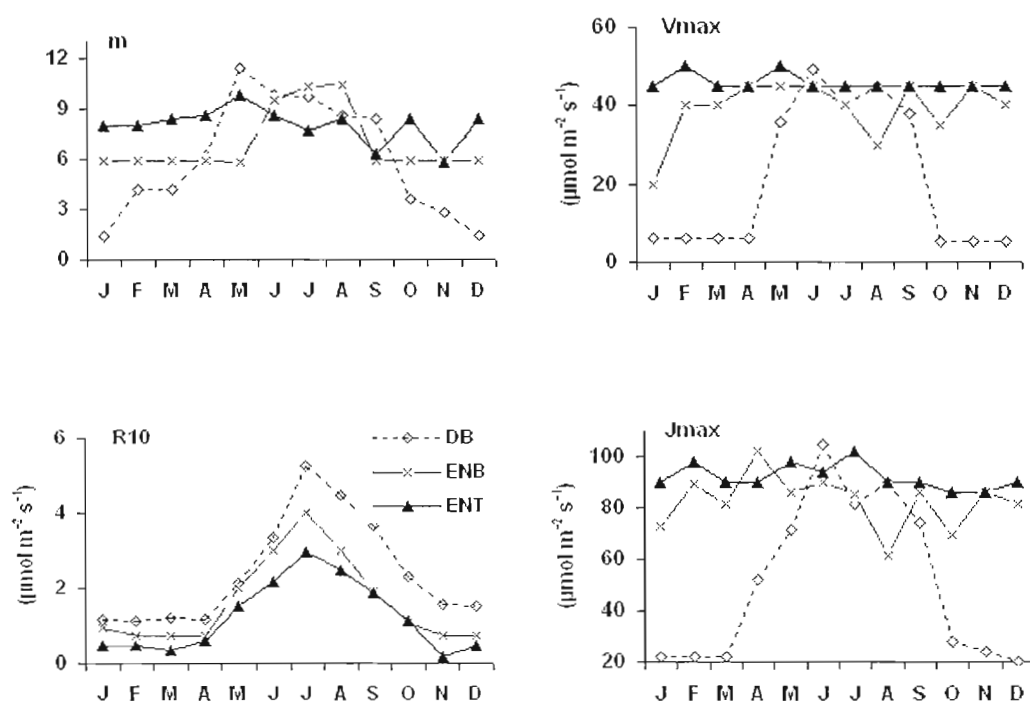 m
12
9
6
3
0
J F M A M J J A S O N D
Vmax
(µmol m⁻² s⁻¹)
60
40
20
0
J F M A M J J A S O N D
R10
(µmol m⁻² s⁻¹)
6
4
2
0
DB
ENB
ENT
J F M A M J J A S O N D
Jmax
(µmol m⁻² s⁻¹)
100
80
60
40
20
J F M A M J J A S O N D